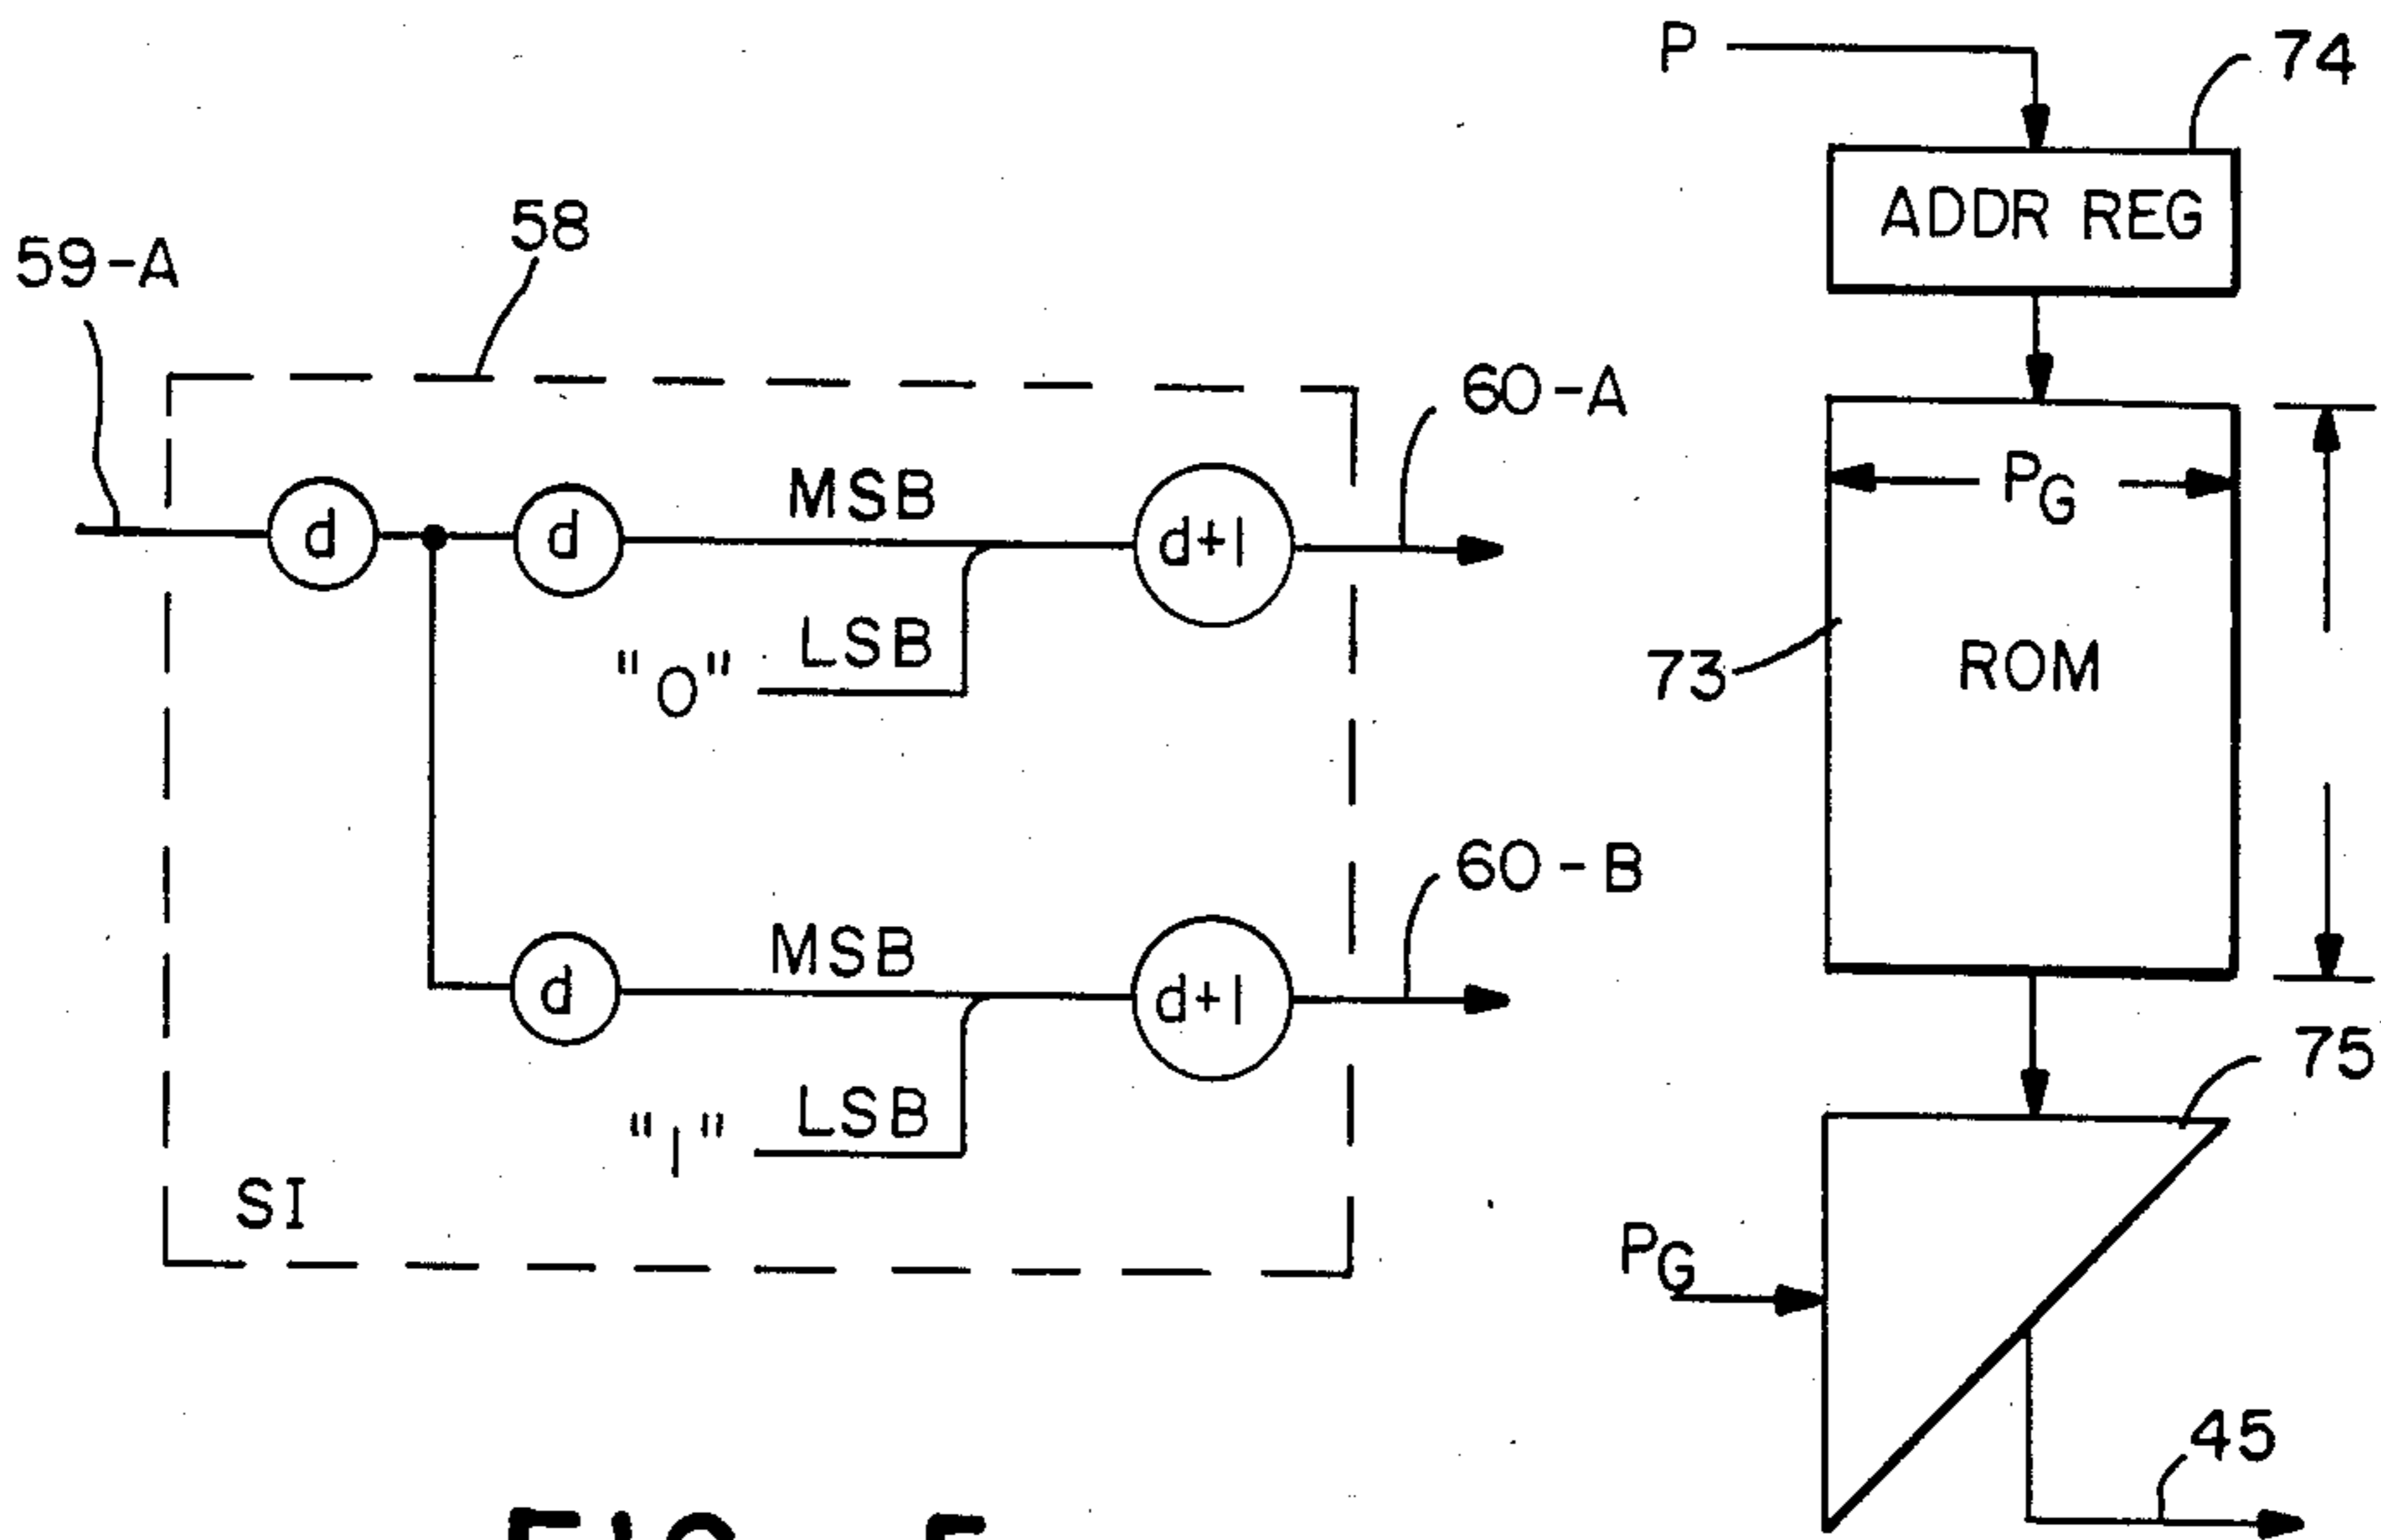 59-A
58
d
d
MSB
d+1
60-A
"0"
LSB
d
MSB
d+1
60-B
"1"
LSB
SI
P
74
ADDR REG
PG
73
ROM
75
PG
45